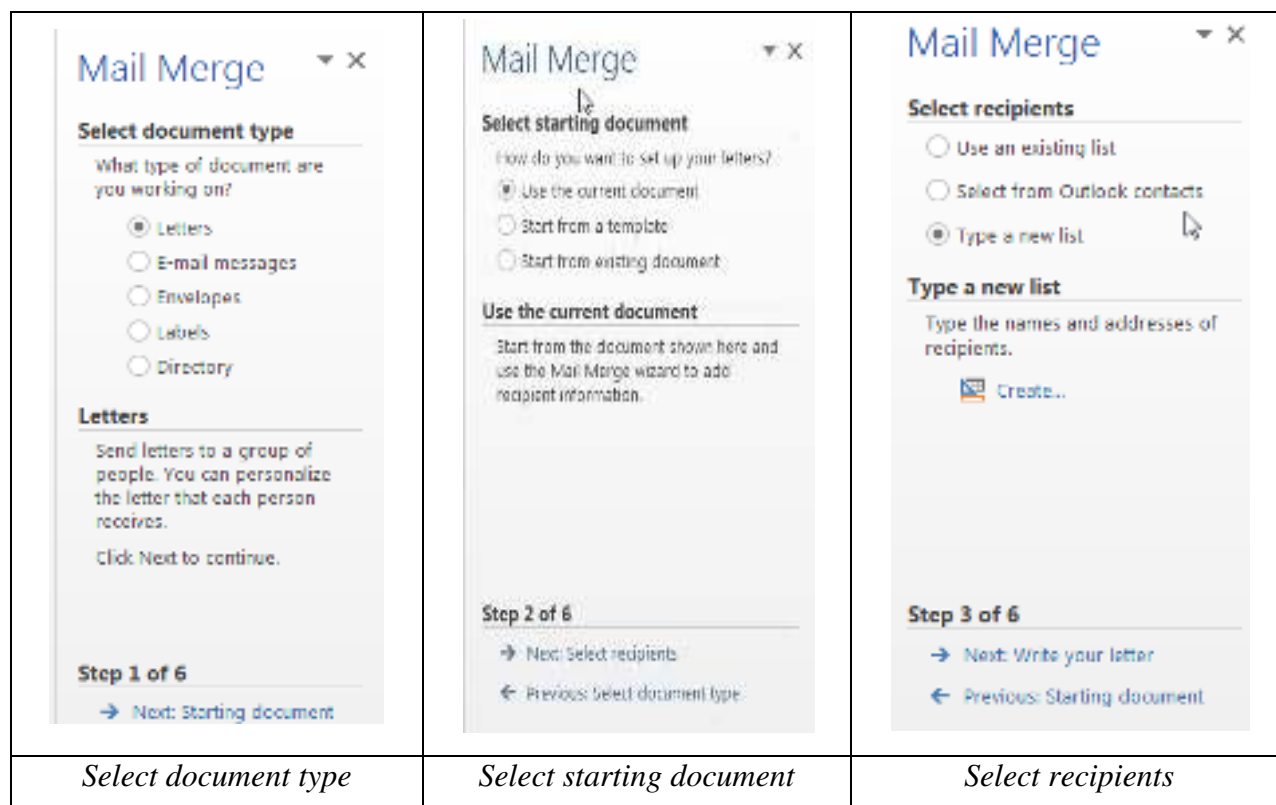 Mail Merge
Select document type
What type of document are
you working on?
Letters
E-mail messages
Envelopes
Labels
Directory
Letters
Send letters to a group of
people. You can personalize
the letter that each person
receives.
Click Next to continue.
Step 1 of 6
Next: Starting document
Select document type
Mail Merge
Select starting document
How do you want to set up your letters?
Use the current document
Start from a template
Start from existing document
Use the current document
Start from the document shown here and
use the Mail Merge wizard to add
recipient information.
Step 2 of 6
Next: Select recipients
Previous: Select document type
Select starting document
Mail Merge
Select recipients
Use an existing list
Select from Outlook contacts
Type a new list
Type a new list
Type the names and addresses of
recipients.
Create...
Step 3 of 6
Next: Write your letter
Previous: Starting document
Select recipients